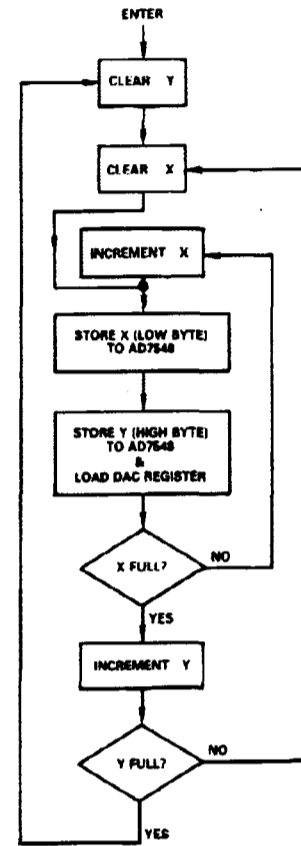 ENTER
CLEAR Y
CLEAR X
INCREMENT X
STORE X (LOW BYTE)
TO AD7548
STORE Y (HIGH BYTE)
TO AD7548
&
LOAD DAC REGISTER
X FULL?
NO
YES
INCREMENT Y
Y FULL?
NO
YES